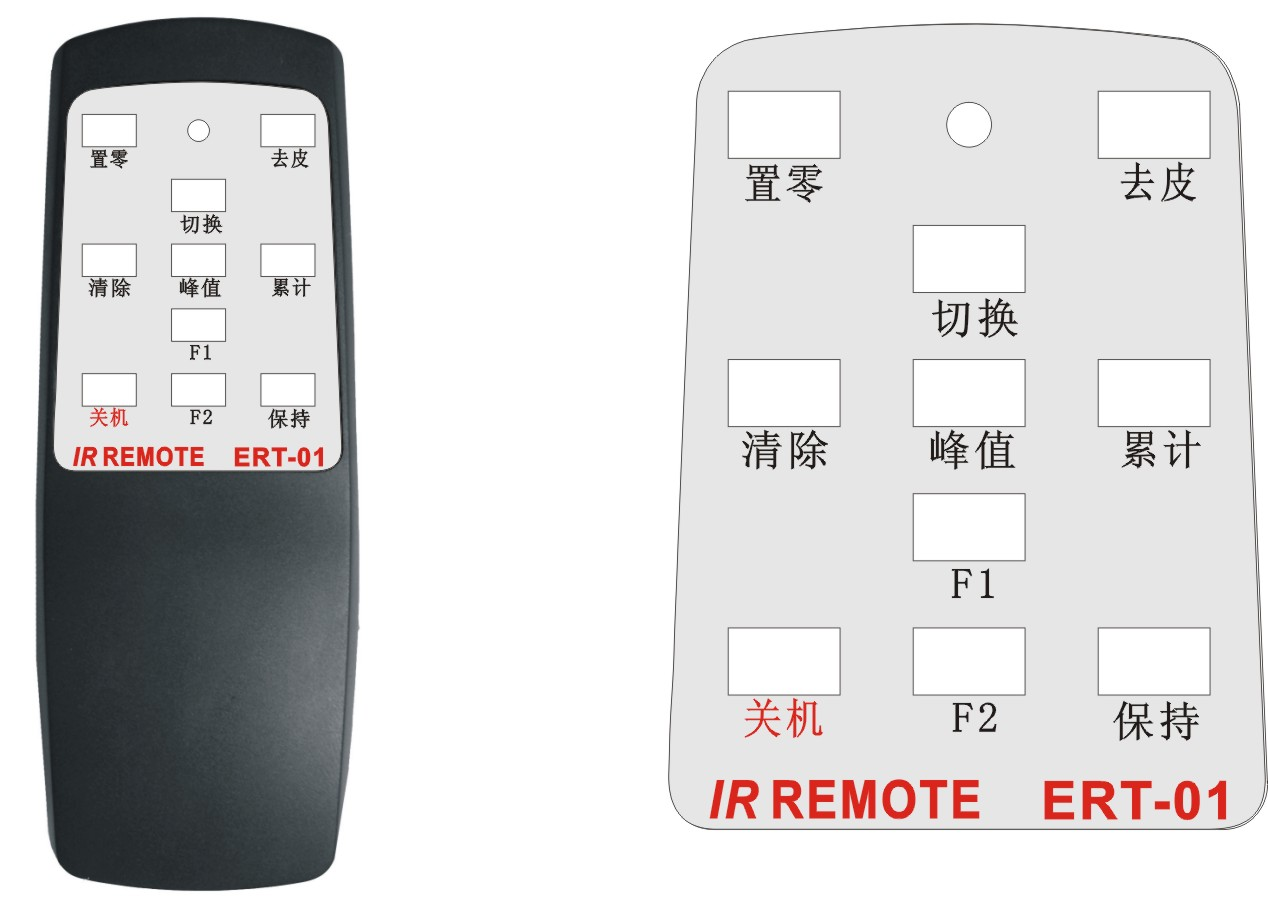 置零 去皮
切换
清除 峰值 累计
F1
关机 F2 保持
IR REMOTE ERT-01
置零 去皮
切换
清除 峰值 累计
F1
关机 F2 保持
IR REMOTE ERT-01